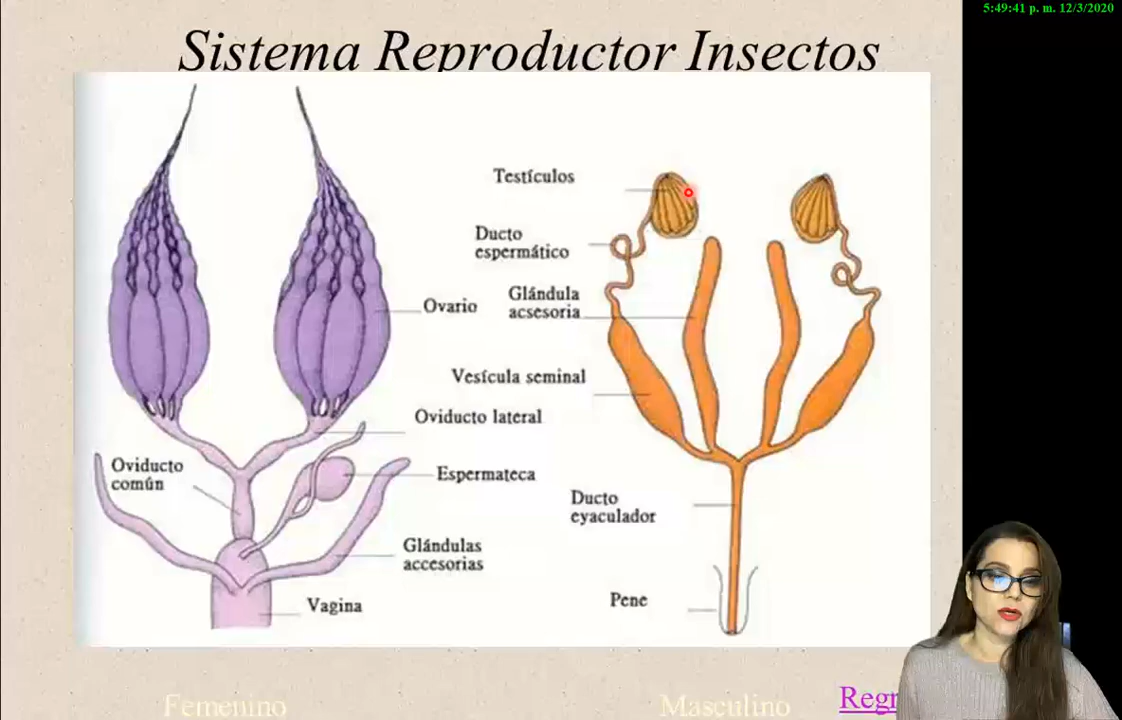 5:49:41 p. m. 12/3/2020
Sistema Reproductor Insectos
Testículos
Ducto
espermático
Glándula
acsesoria
Ovario
Vesícula seminal
Oviducto lateral
Oviducto
común
Espermateca
Ducto
eyaculador
Glándulas
accesorias
Vagina
Pene
Femenino
Masculino